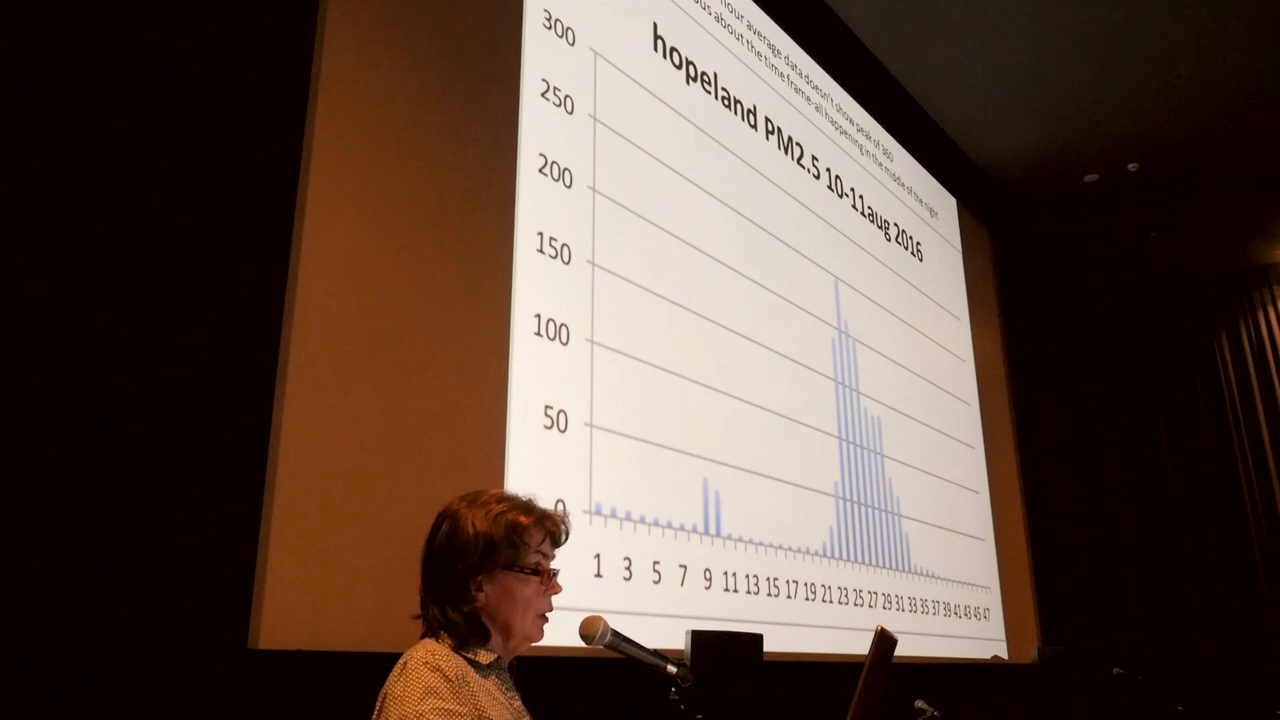 hour average data doesn't show peak of 360
about the time frame-all happening in the middle of the night
hopeland PM2.5 10-11aug 2016
300
250
200
150
100
50
0
1 3 5 7 9 11 13 15 17 19 21 23 25 27 29 31 33 35 37 39 41 43 45 47